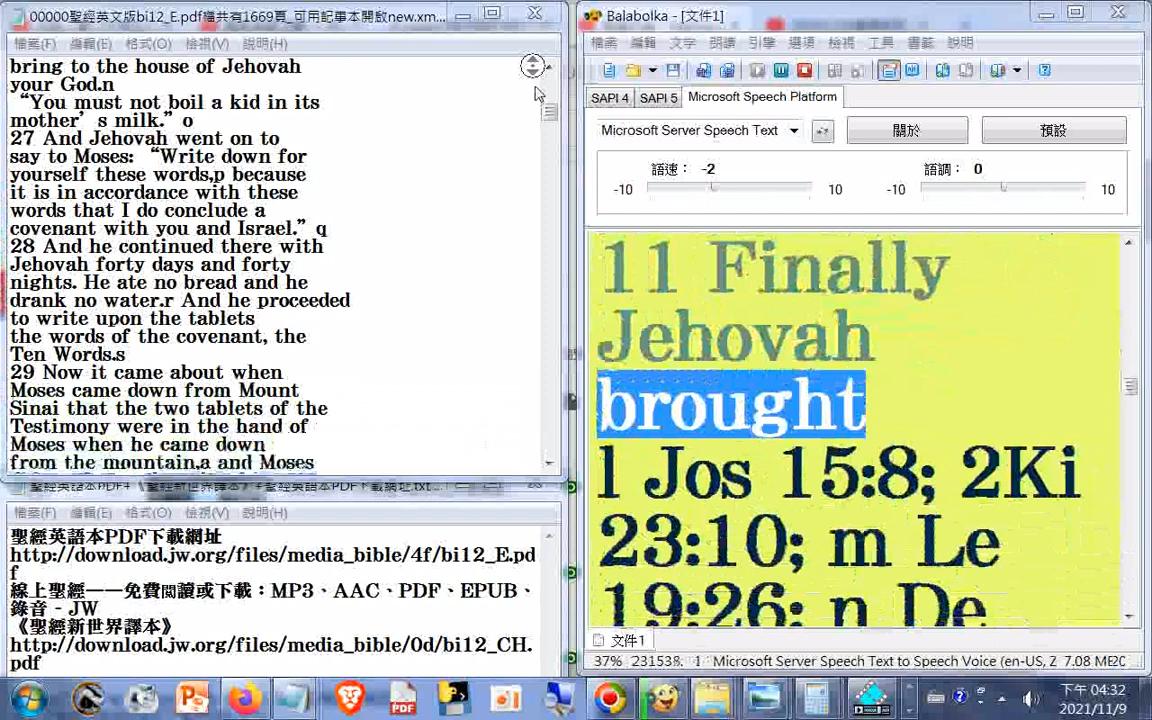 00000聖經英文版bi12_E.pdf檔共有1669頁_可用記事本開啟new.xm...
檔案(F) 編輯(E) 格式(O) 檢視(V) 說明(H)
bring to the house of Jehovah
your God.n
“You must not boil a kid in its
mother’s milk.” o
27 And Jehovah went on to
say to Moses: “Write down for
yourself these words,p because
it is in accordance with these
words that I do conclude a
covenant with you and Israel.” q
28 And he continued there with
Jehovah forty days and forty
nights. He ate no bread and he
drank no water.r And he proceeded
to write upon the tablets
the words of the covenant, the
Ten Words.s
29 Now it came about when
Moses came down from Mount
Sinai that the two tablets of the
Testimony were in the hand of
Moses when he came down
from the mountain,a and Moses
檔案(F) 編輯(E) 格式(O) 檢視(V) 說明(H)
聖經英語本PDF下載網址
http://download.jw.org/files/media_bible/4f/bi12_E.pd
f
線上聖經——免費閱讀或下載：MP3、AAC、PDF、EPUB、
錄音 - JW
《聖經新世界譯本》
http://download.jw.org/files/media_bible/0d/bi12_CH.
pdf
Balabolka - [文件1]
檔案 編輯 文字 朗讀 引擎 選項 檢視 工具 書籤 說明
SAPI 4 SAPI 5 Microsoft Speech Platform
Microsoft Server Speech Text 關於 預設
語速： -2 語調： 0
-10 10 -10 10
11 Finally
Jehovah
brought
l Jos 15:8; 2Ki
23:10; m Le
19:26; n De
文件1
37% 231538. 1 Microsoft Server Speech Text to Speech Voice (en-US, Z 7.08 ME20
下午 04:32
2021/11/9